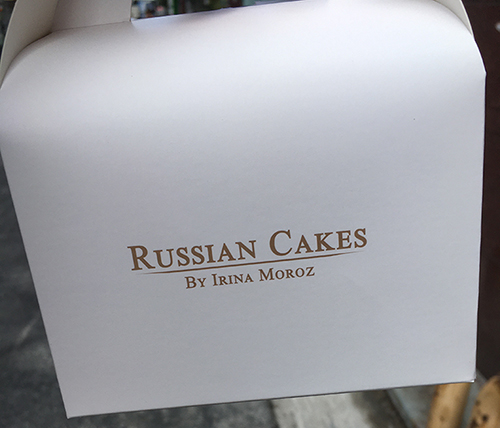 RUSSIAN CAKES
BY IRINA MOROZ